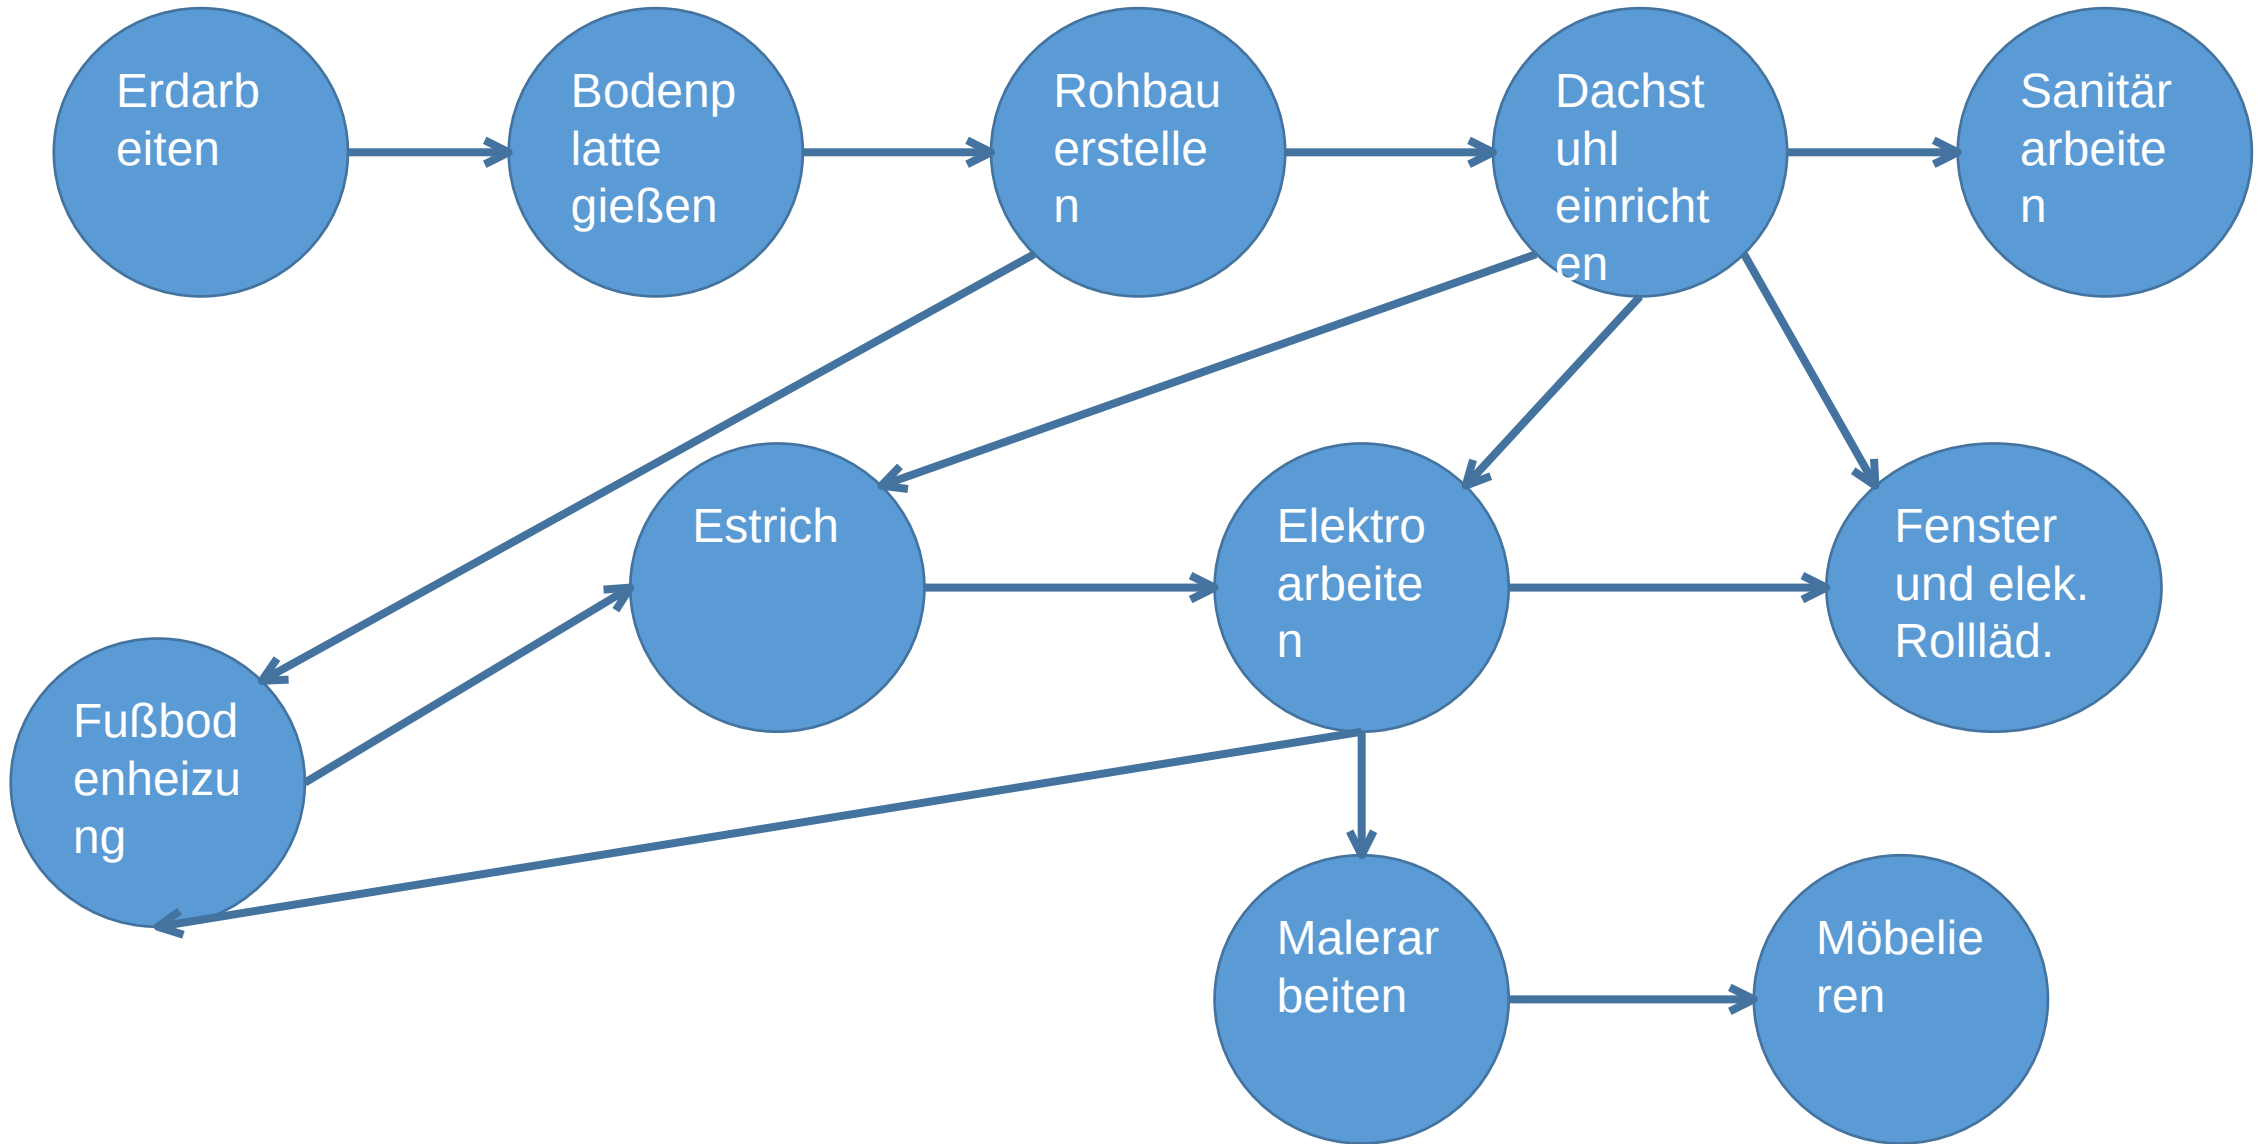 Erdarb
eiten
Bodenp
latte
gießen
Rohbau
erstelle
n
Dachst
uhl
einricht
en
Sanitär
arbeite
n
Estrich
Elektro
arbeite
n
Fenster
und elek.
Rollläd.
Fußbod
enheizu
ng
Malerar
beiten
Möbelie
ren